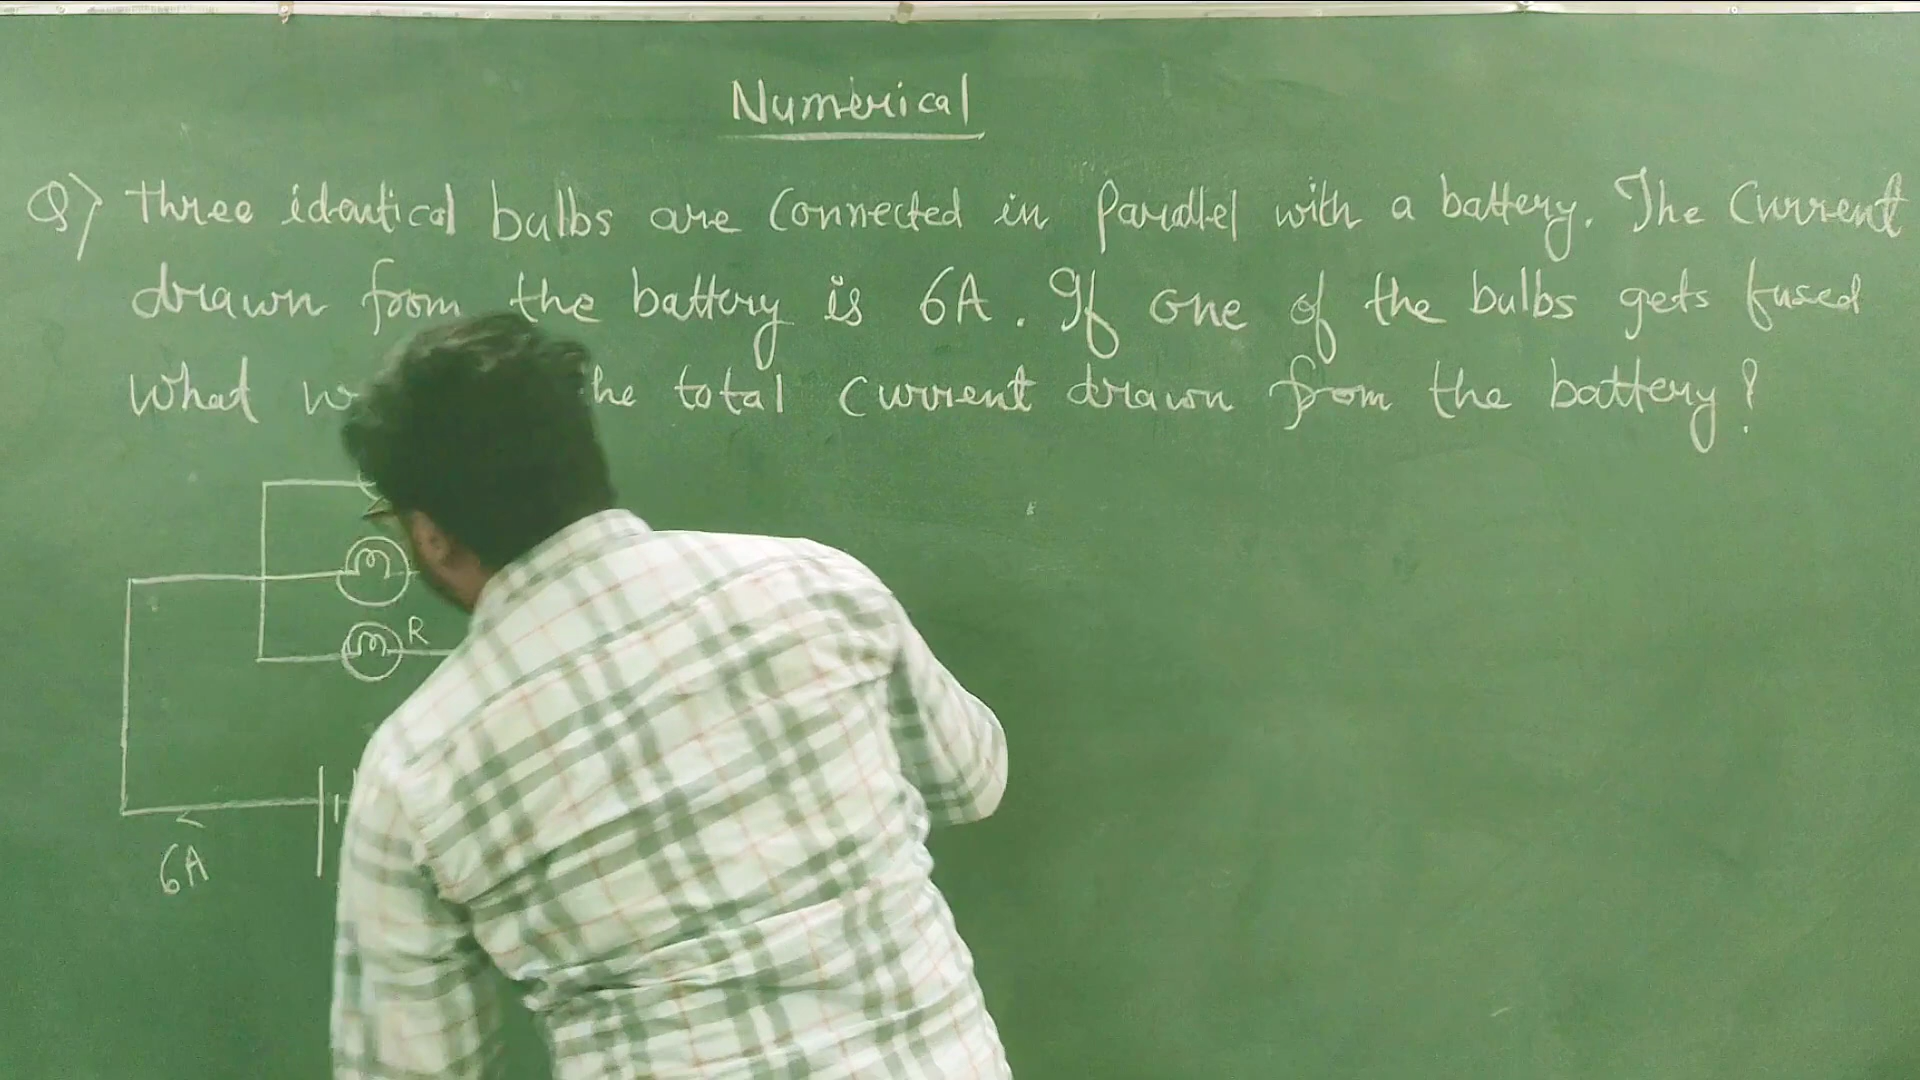 Numerical
Q) Three identical bulbs are connected in parallel with a battery. The current
drawn from the battery is 6A. If one of the bulbs gets fused
what the total current drawn from the battery?
R
6A